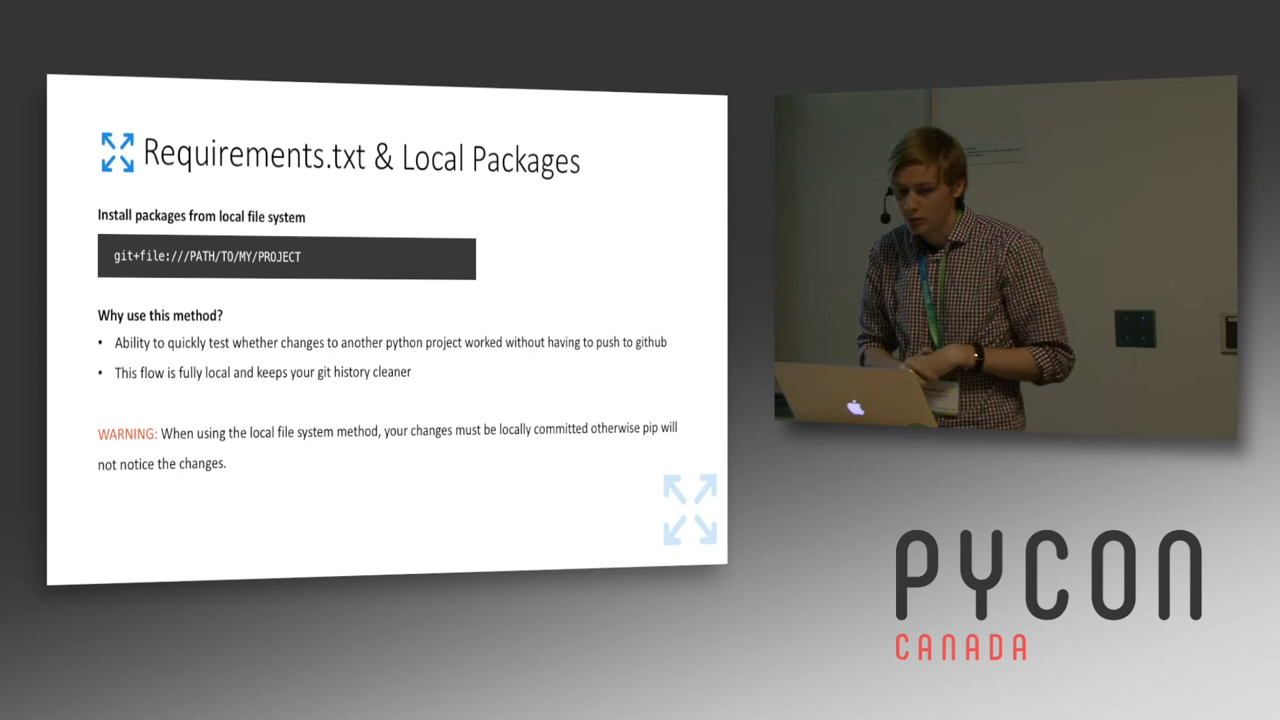 Requirements.txt & Local Packages
Install packages from local file system
git+file:///PATH/TO/MY/PROJECT
Why use this method?
• Ability to quickly test whether changes to another python project worked without having to push to github
• This flow is fully local and keeps your git history cleaner
WARNING: When using the local file system method, your changes must be locally committed otherwise pip will
not notice the changes.
PYCON
CANADA